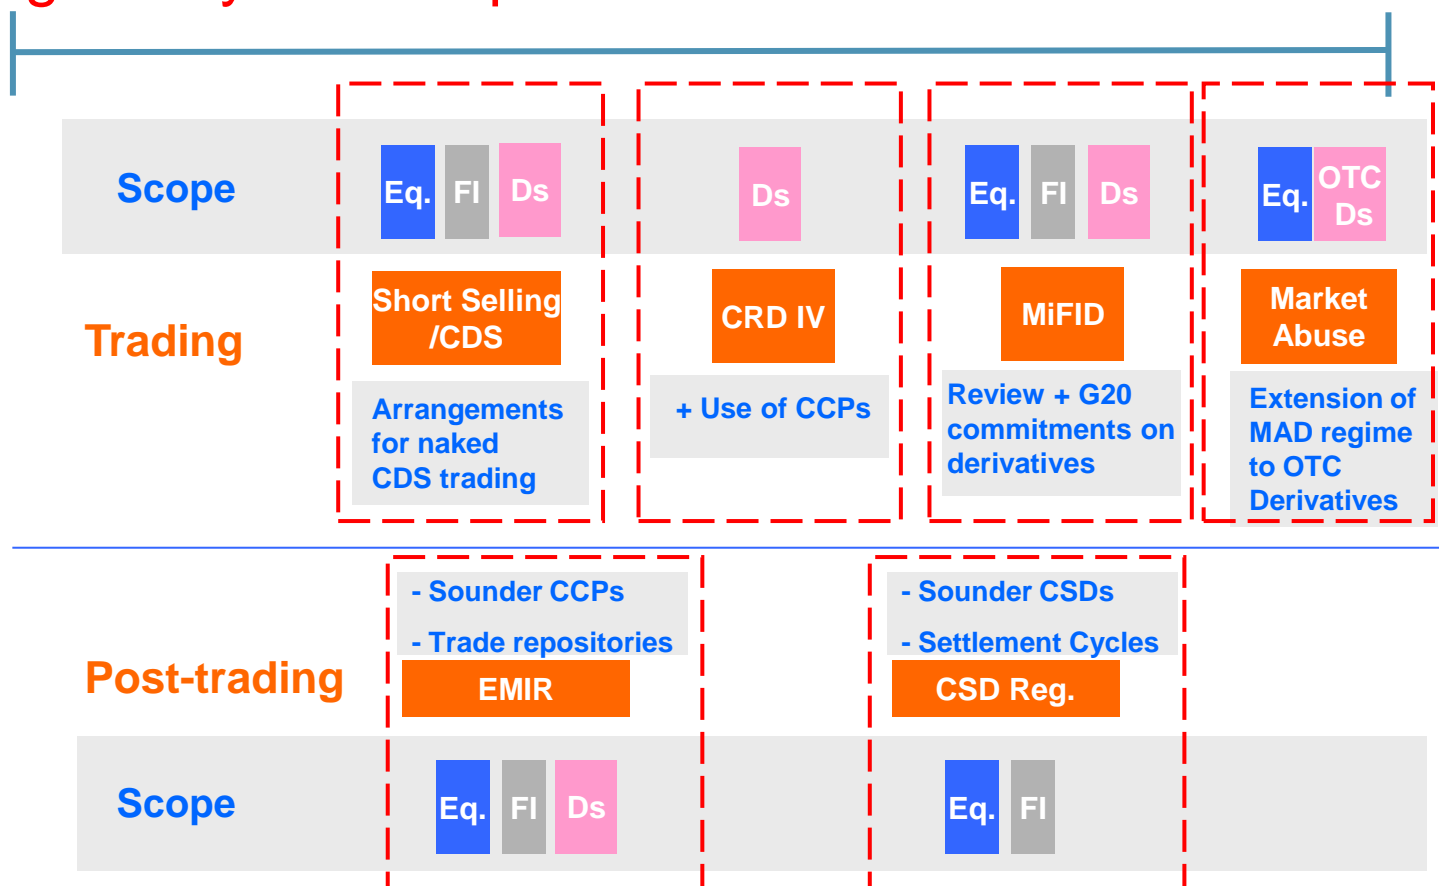 Scope
Eq. FI Ds
Ds
Eq. FI Ds
Eq. OTC
Ds
Trading
Short Selling
/CDS
CRD IV
MiFID
Market
Abuse
Arrangements
for naked
CDS trading
+ Use of CCPs
Review + G20
commitments on
derivatives
Extension of
MAD regime
to OTC
Derivatives
Post-trading
- Sounder CCPs
- Trade repositories
EMIR
- Sounder CSDs
- Settlement Cycles
CSD Reg.
Scope
Eq. FI Ds
Eq. FI